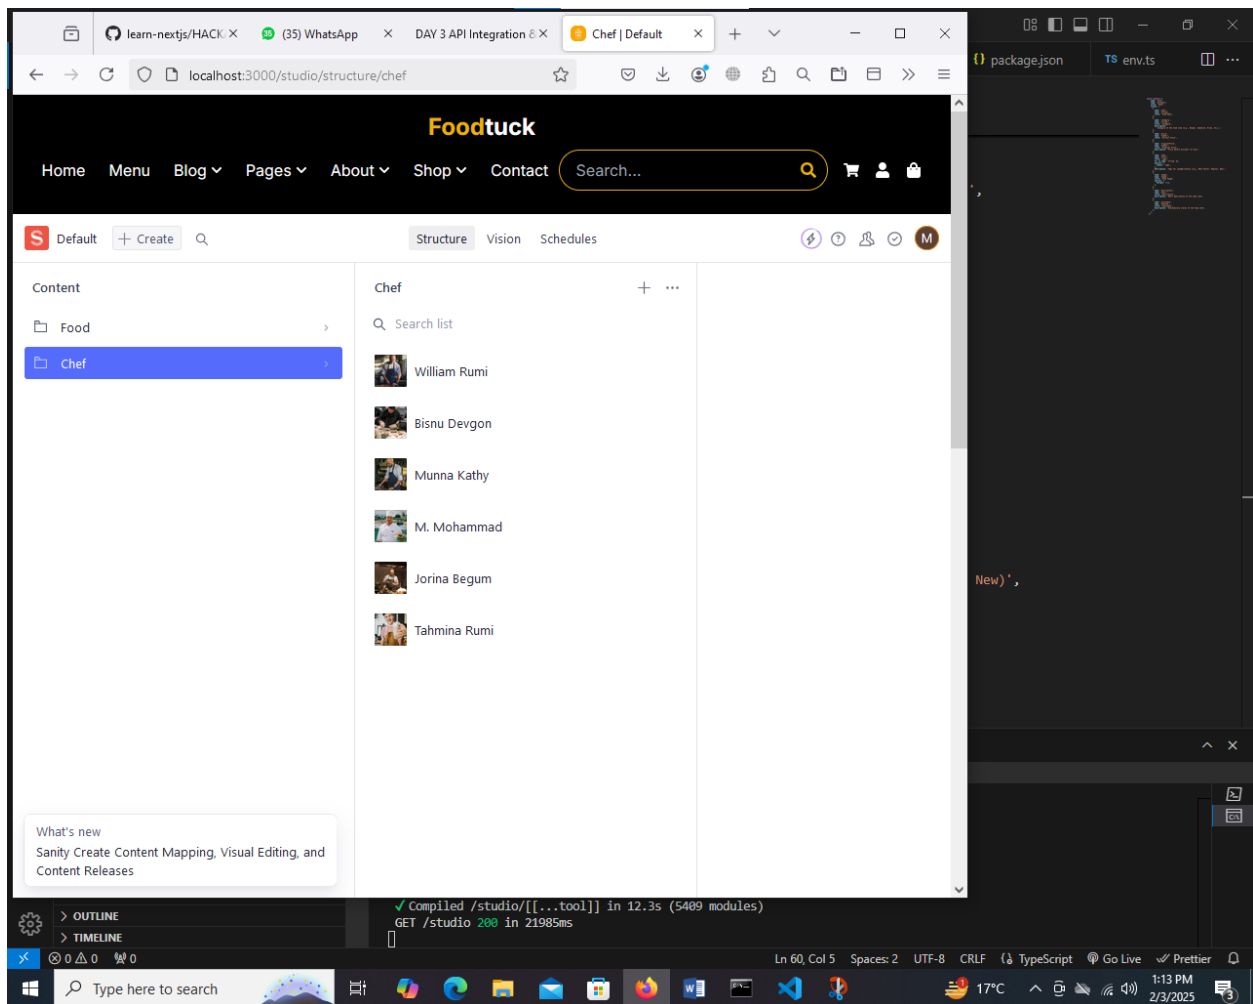 learn-nextjs/HACK
(35) WhatsApp
DAY 3 API Integration &
Chef | Default
{} package.json
TS env.ts
localhost:3000/studio/structure/chef
Foodtuck
Home Menu Blog Pages About Shop Contact Search...
',
S Default + Create
Structure Vision Schedules
M
Content
Chef
Food
Search list
Chef
William Rumi
Bisnu Devgon
Munna Kathy
M. Mohammad
Jorina Begum
New)',
Tahmina Rumi
What's new
Sanity Create Content Mapping, Visual Editing, and
Content Releases
✓ Compiled /studio/[[...tool]] in 12.3s (5409 modules)
GET /studio 200 in 21985ms
> OUTLINE
> TIMELINE
0 0 0
Ln 60, Col 5 Spaces: 2 UTF-8 CRLF TypeScript Go Live Prettier
Type here to search
17°C
1:13 PM
2/3/2025
3